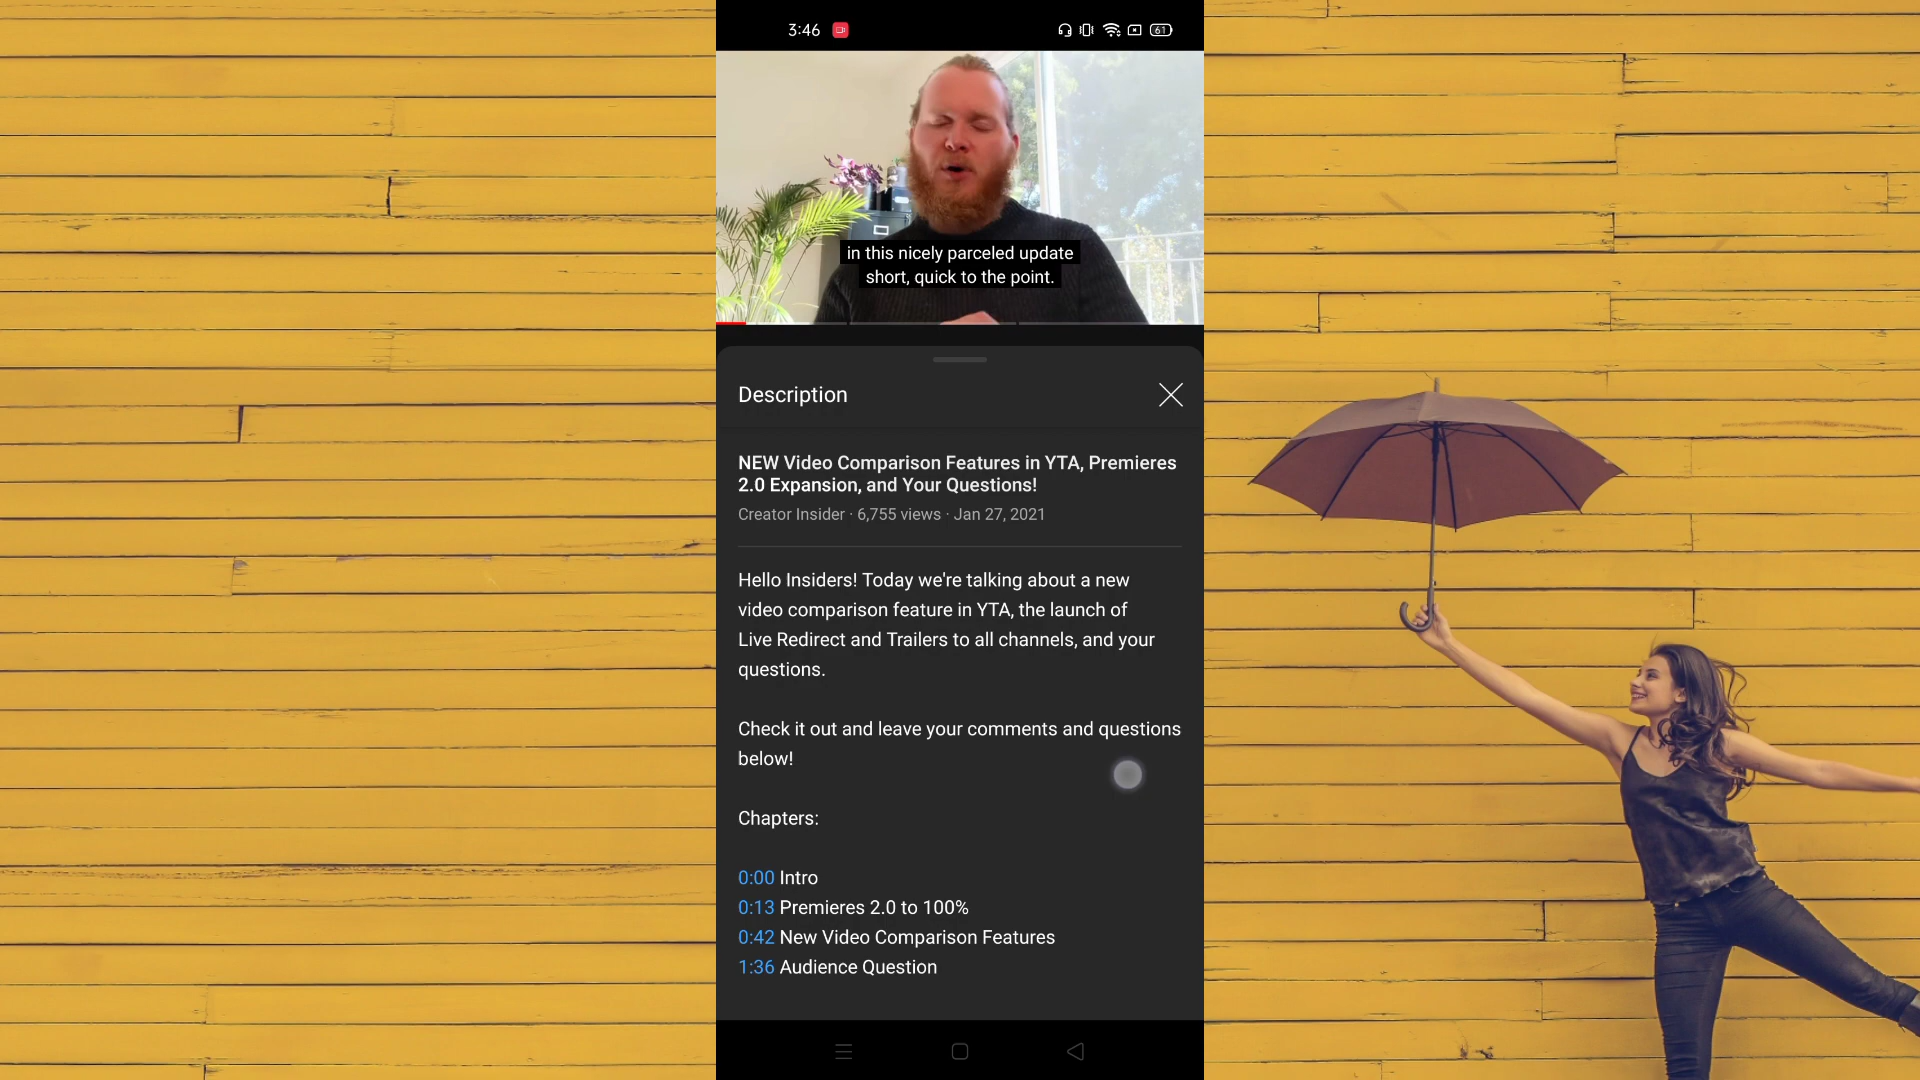 3:46
61
in this nicely parceled update
short, quick to the point.
Description
NEW Video Comparison Features in YTA, Premieres
2.0 Expansion, and Your Questions!
Creator Insider · 6,755 views · Jan 27, 2021
Hello Insiders! Today we're talking about a new
video comparison feature in YTA, the launch of
Live Redirect and Trailers to all channels, and your
questions.
Check it out and leave your comments and questions
below!
Chapters:
0:00 Intro
0:13 Premieres 2.0 to 100%
0:42 New Video Comparison Features
1:36 Audience Question